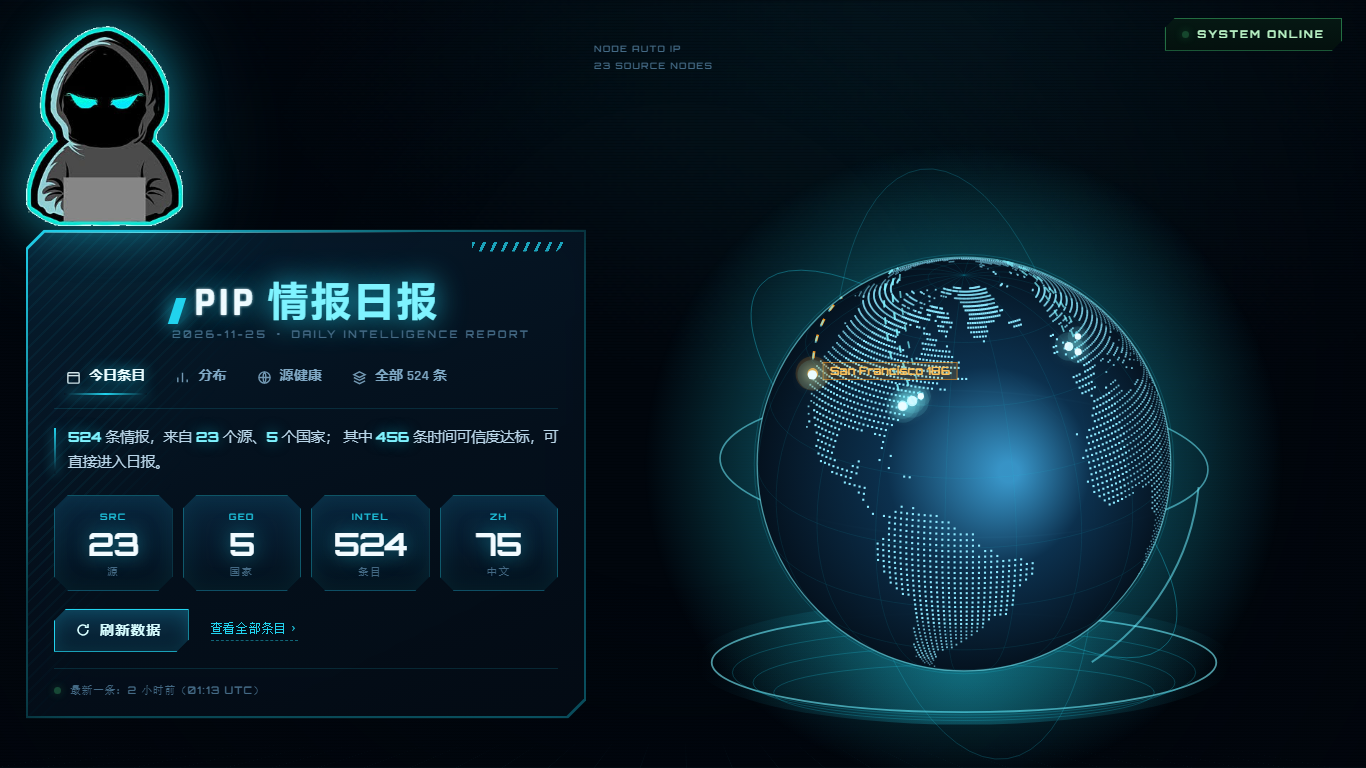 NODE AUTO IP
23 SOURCE NODES
SYSTEM ONLINE
PIP 情报日报
2026-11-25 · DAILY INTELLIGENCE REPORT
今日条目 分布 源健康 全部 524 条
524 条情报，来自 23 个源、5 个国家； 其中 456 条时间可信度达标，可
直接进入日报。
SRC GEO INTEL ZH
23 5 524 75
源 国家 条目 中文
刷新数据 查看全部条目 ›
最新一条：2 小时前（01:13 UTC）
San Francisco 166